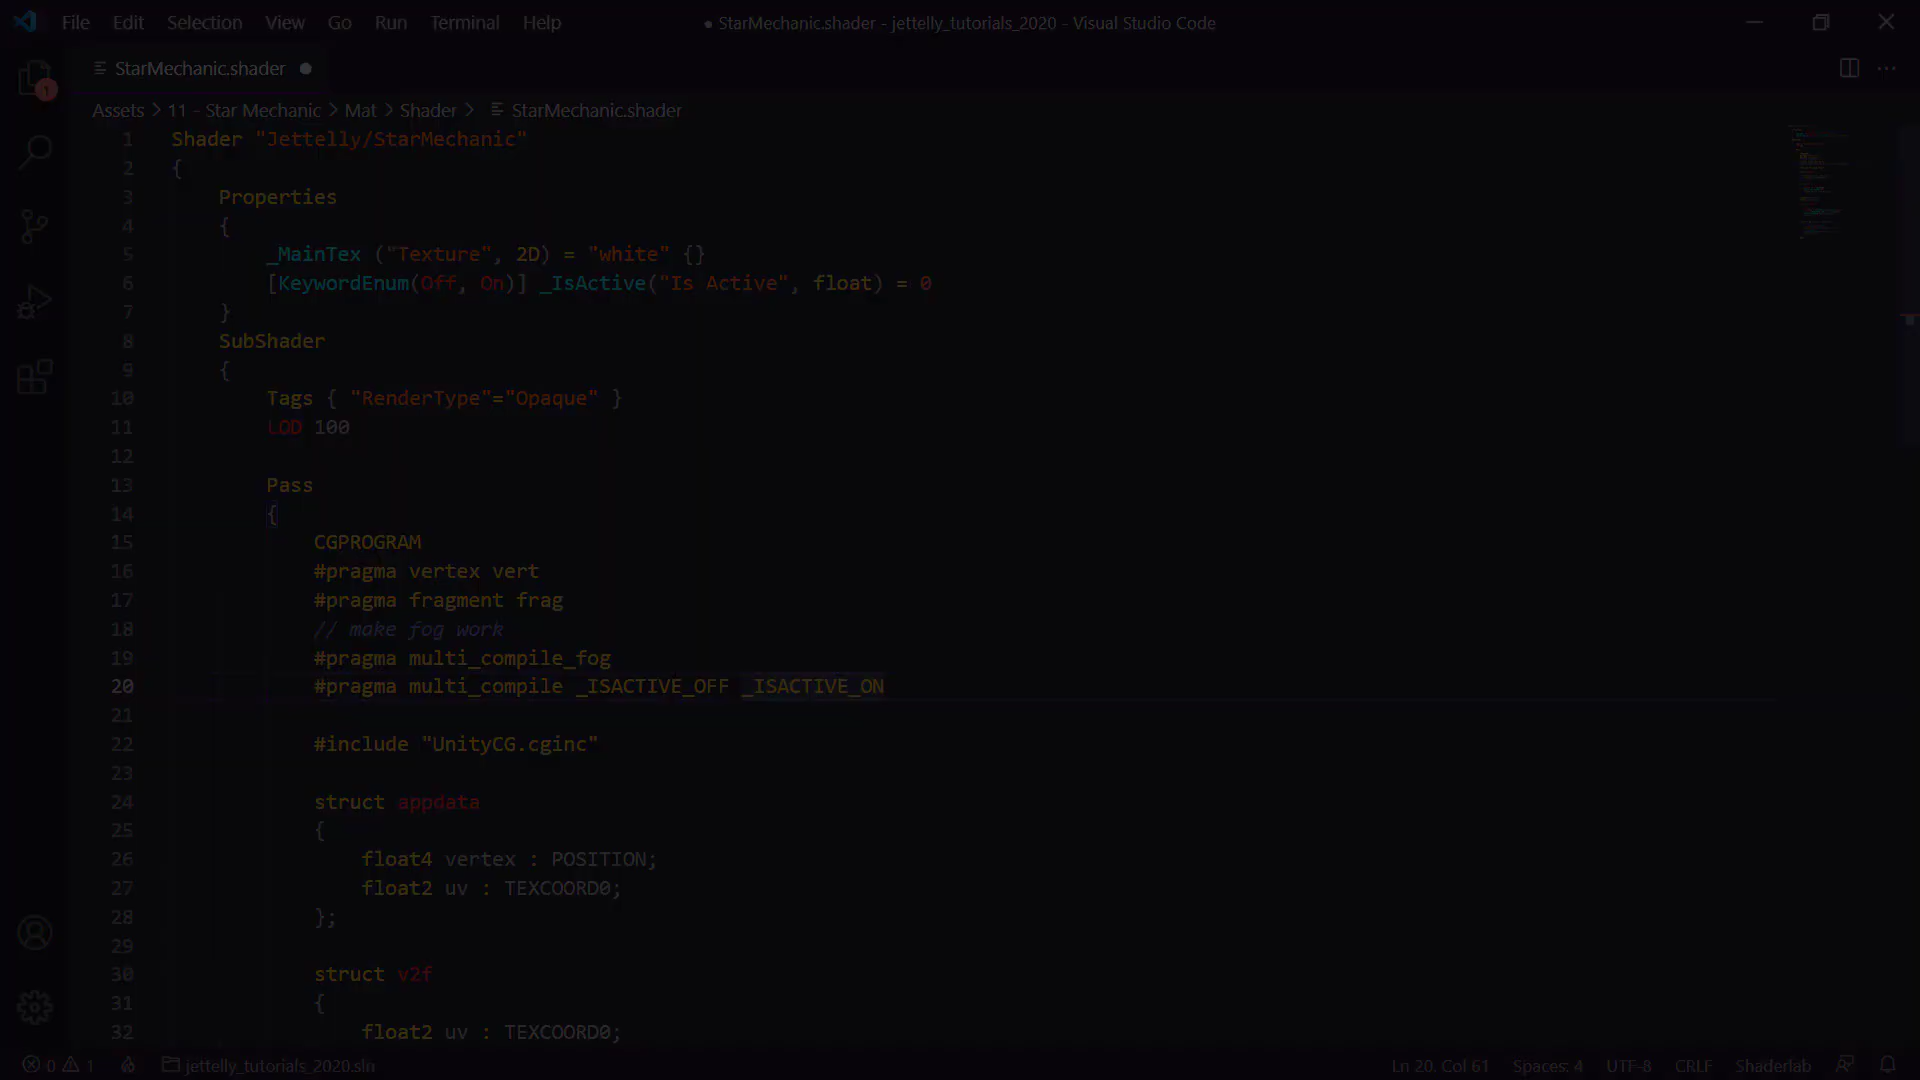 File Edit Selection View Go Run Terminal Help ● StarMechanic.shader - jettelly_tutorials_2020 - Visual Studio Code
StarMechanic.shader ●
1
Assets > 11 - Star Mechanic > Mat > Shader > StarMechanic.shader
1 Shader "Jettelly/StarMechanic"
2 {
3 Properties
4 {
5 _MainTex ("Texture", 2D) = "white" {}
6 [KeywordEnum(Off, On)] _IsActive("Is Active", float) = 0
7 }
8 SubShader
9 {
10 Tags { "RenderType"="Opaque" }
11 LOD 100
12
13 Pass
14 {
15 CGPROGRAM
16 #pragma vertex vert
17 #pragma fragment frag
18 // make fog work
19 #pragma multi_compile_fog
20 #pragma multi_compile _ISACTIVE_OFF _ISACTIVE_ON
21
22 #include "UnityCG.cginc"
23
24 struct appdata
25 {
26 float4 vertex : POSITION;
27 float2 uv : TEXCOORD0;
28 };
29
30 struct v2f
31 {
32 float2 uv : TEXCOORD0;
0 1 jettelly_tutorials_2020.sln Ln 20, Col 61 Spaces: 4 UTF-8 CRLF Shaderlab